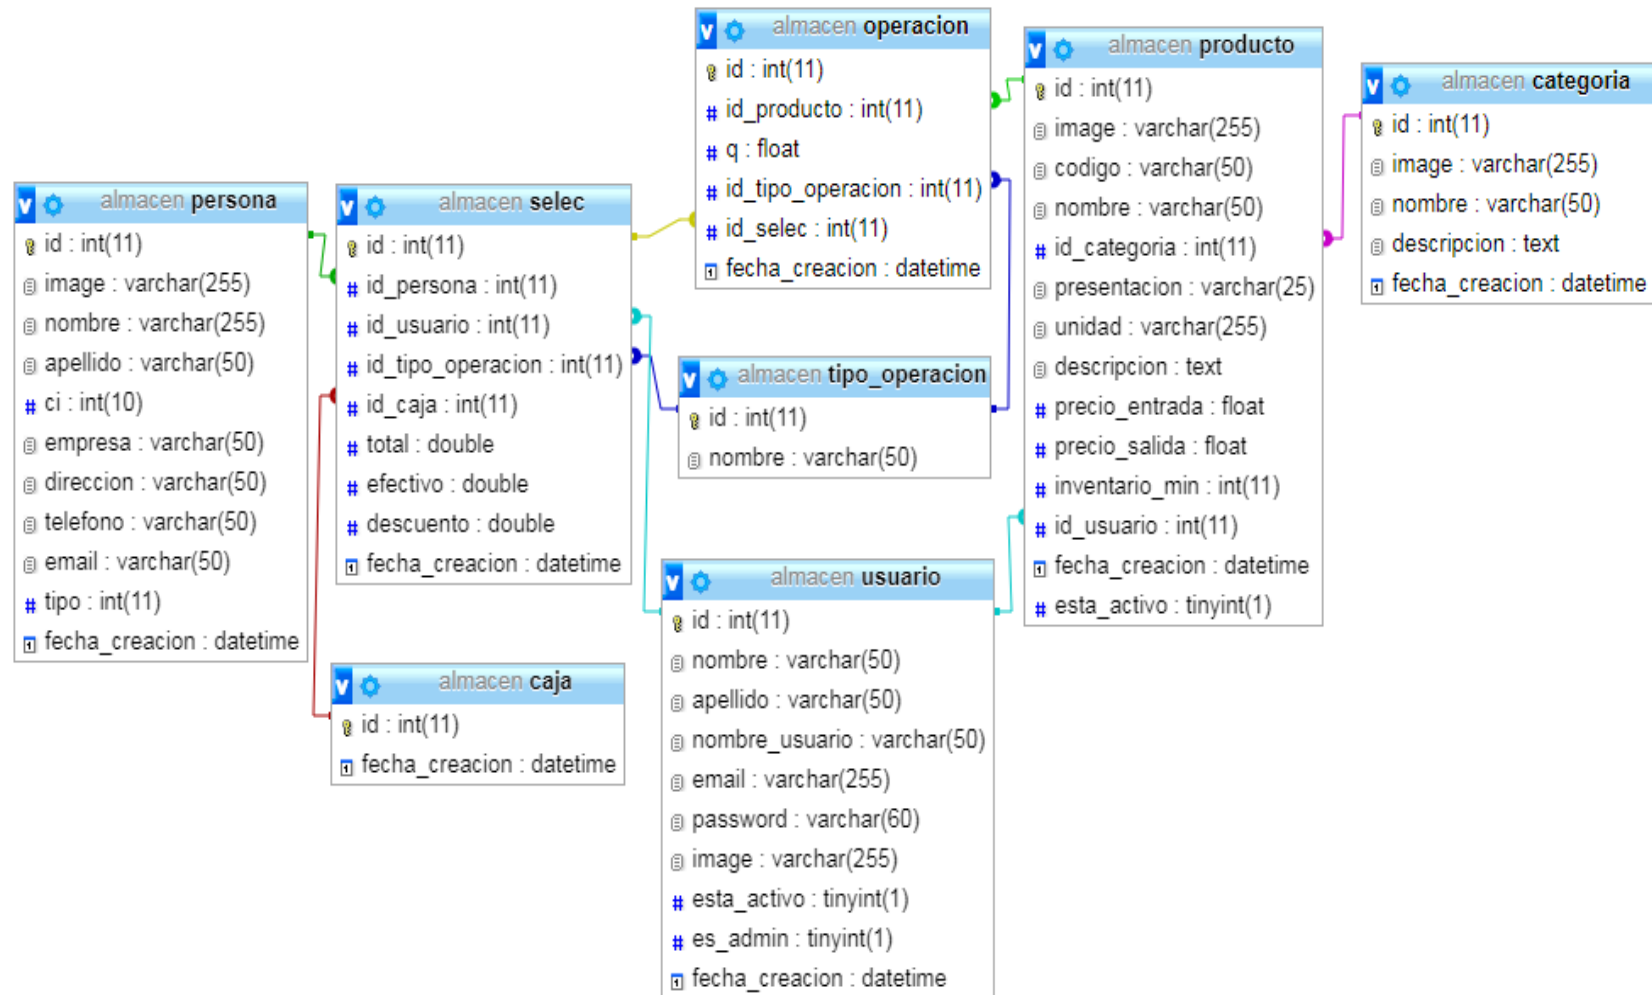 almacen persona
id : int(11)
image : varchar(255)
nombre : varchar(255)
apellido : varchar(50)
ci : int(10)
empresa : varchar(50)
direccion : varchar(50)
telefono : varchar(50)
email : varchar(50)
tipo : int(11)
fecha_creacion : datetime
almacen selec
id : int(11)
id_persona : int(11)
id_usuario : int(11)
id_tipo_operacion : int(11)
id_caja : int(11)
total : double
efectivo : double
descuento : double
fecha_creacion : datetime
almacen caja
id : int(11)
fecha_creacion : datetime
almacen operacion
id : int(11)
id_producto : int(11)
q : float
id_tipo_operacion : int(11)
id_selec : int(11)
fecha_creacion : datetime
almacen tipo_operacion
id : int(11)
nombre : varchar(50)
almacen usuario
id : int(11)
nombre : varchar(50)
apellido : varchar(50)
nombre_usuario : varchar(50)
email : varchar(255)
password : varchar(60)
image : varchar(255)
esta_activo : tinyint(1)
es_admin : tinyint(1)
fecha_creacion : datetime
almacen producto
id : int(11)
image : varchar(255)
codigo : varchar(50)
nombre : varchar(50)
id_categoria : int(11)
presentacion : varchar(25)
unidad : varchar(255)
descripcion : text
precio_entrada : float
precio_salida : float
inventario_min : int(11)
id_usuario : int(11)
fecha_creacion : datetime
esta_activo : tinyint(1)
almacen categoria
id : int(11)
image : varchar(255)
nombre : varchar(50)
descripcion : text
fecha_creacion : datetime